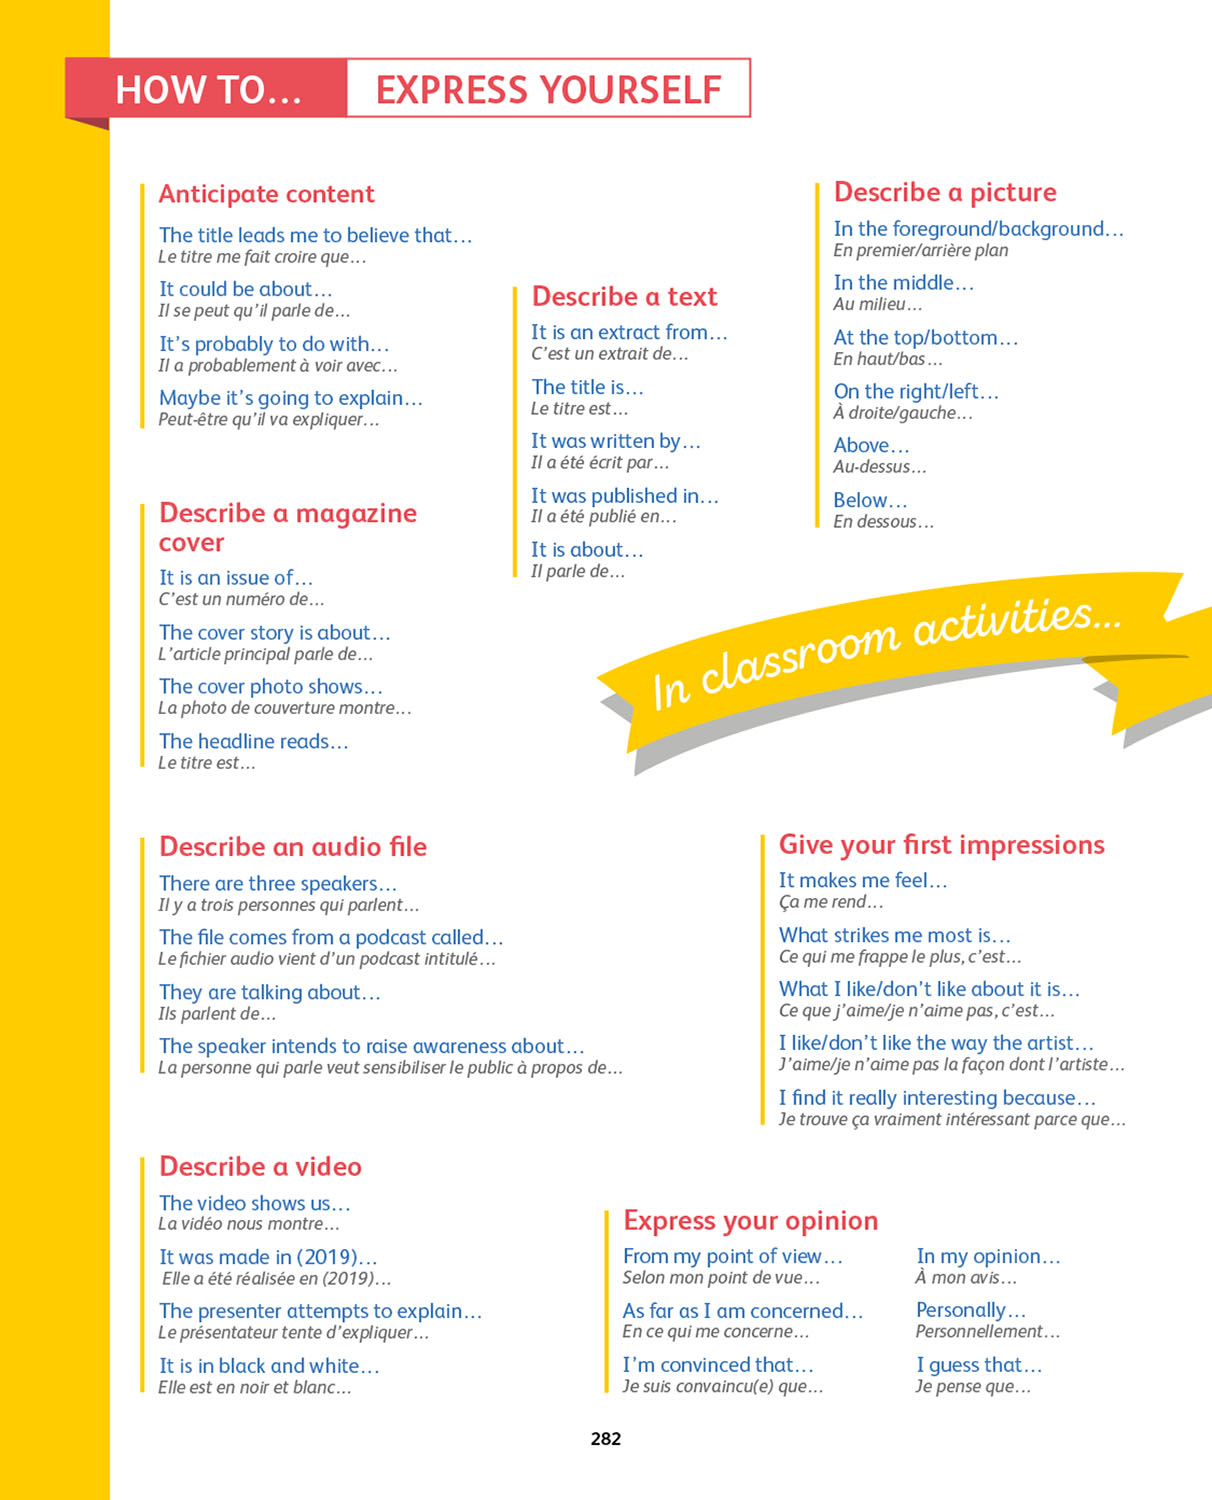 HOW TO...
EXPRESS YOURSELF
Anticipate content
The title leads me to believe that...
Le titre me fait croire que...
It could be about...
Il se peut qu'il parle de...
It's probably to do with...
Il a probablement à voir avec...
Maybe it's going to explain...
Peut-être qu'il va expliquer...
Describe a magazine
cover
It is an issue of...
C'est un numéro de...
The cover story is about...
L'article principal parle de...
The cover photo shows...
La photo de couverture montre...
The headline reads...
Le titre est...
Describe a text
It is an extract from...
C'est un extrait de...
The title is...
Le titre est...
It was written by...
Il a été écrit par...
It was published in...
Il a été publié en...
It is about...
Il parle de...
Describe a picture
In the foreground/background...
En premier/arrière plan
In the middle...
Au milieu...
At the top/bottom...
En haut/bas...
On the right/left...
À droite/gauche...
Above...
Au-dessus...
Below...
En dessous...
In classroom activities...
Describe an audio file
There are three speakers...
Il y a trois personnes qui parlent...
The file comes from a podcast called...
Le fichier audio vient d'un podcast intitulé...
They are talking about...
Ils parlent de...
The speaker intends to raise awareness about...
La personne qui parle veut sensibiliser le public à propos de...
Give your first impressions
It makes me feel...
Ça me rend...
What strikes me most is...
Ce qui me frappe le plus, c'est...
What I like/don't like about it is...
Ce que j'aime/je n'aime pas, c'est...
I like/don't like the way the artist...
J'aime/je n'aime pas la façon dont l'artiste...
I find it really interesting because...
Je trouve ça vraiment intéressant parce que...
Describe a video
The video shows us...
La vidéo nous montre...
It was made in (2019)...
Elle a été réalisée en (2019)...
The presenter attempts to explain...
Le présentateur tente d'expliquer...
It is in black and white...
Elle est en noir et blanc...
Express your opinion
From my point of view...
Selon mon point de vue...
As far as I am concerned...
En ce qui me concerne...
I'm convinced that...
Je suis convaincu(e) que...
In my opinion...
À mon avis...
Personally...
Personnellement...
I guess that...
Je pense que...
282